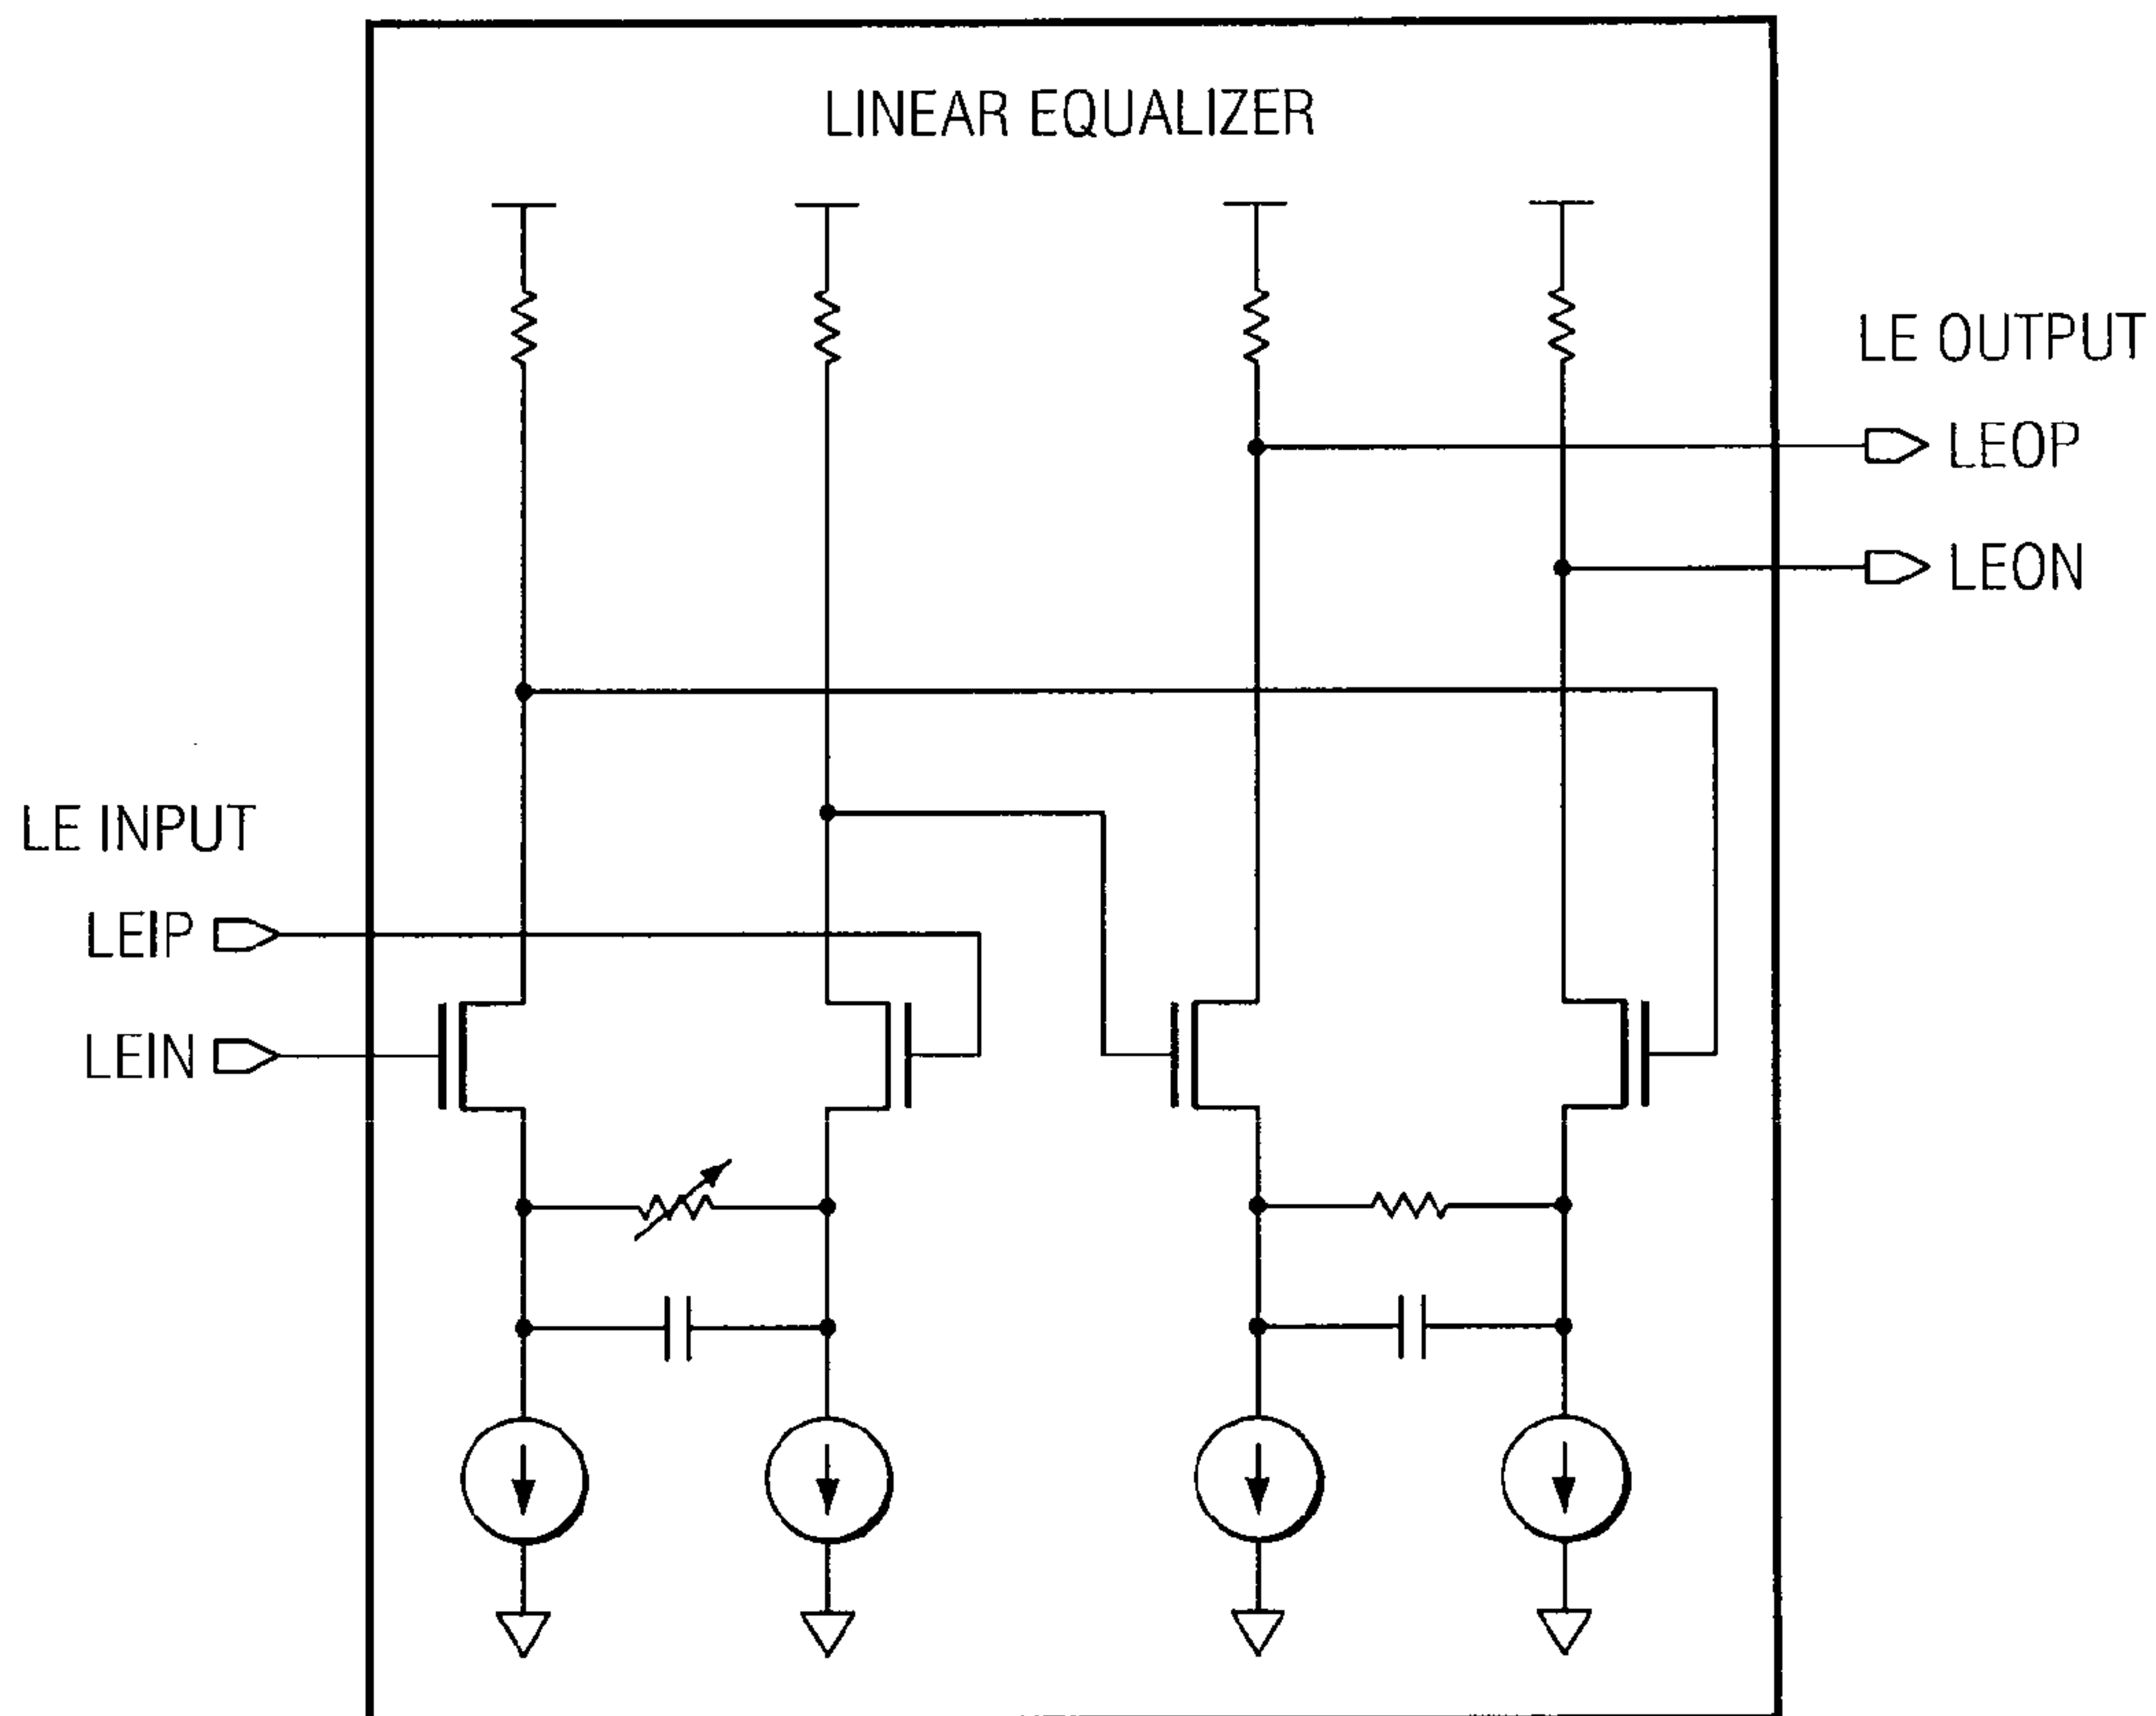 LINEAR EQUALIZER
LE OUTPUT
LEOP
LEON
LE INPUT
LEIP
LEIN